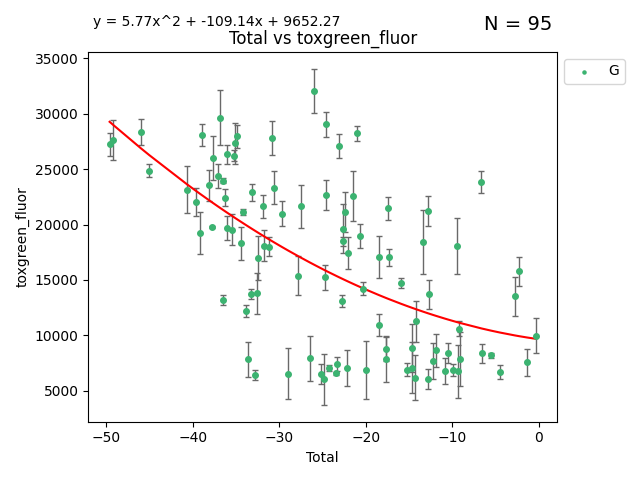 y = 5.77x^2 + -109.14x + 9652.27
N = 95
Total vs toxgreen_fluor
G
35000
30000
25000
20000
15000
10000
5000
toxgreen_fluor
−50 −40 −30 −20 −10 0
Total